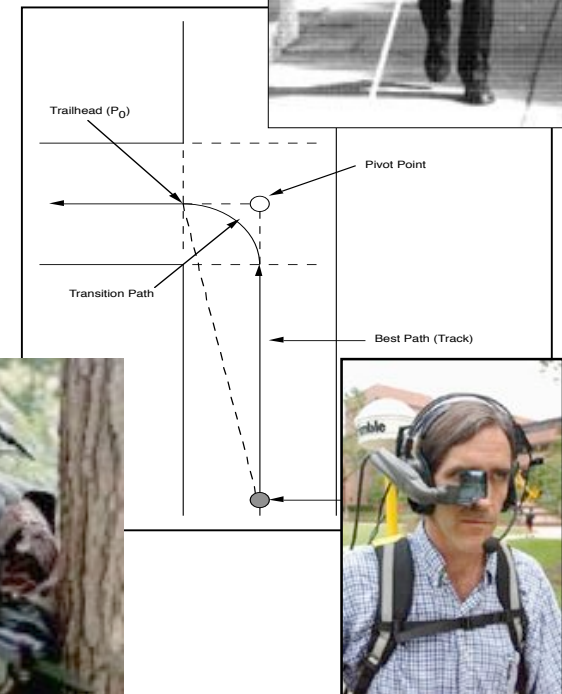 Trailhead (P0)
Pivot Point
Transition Path
Best Path (Track)
mble